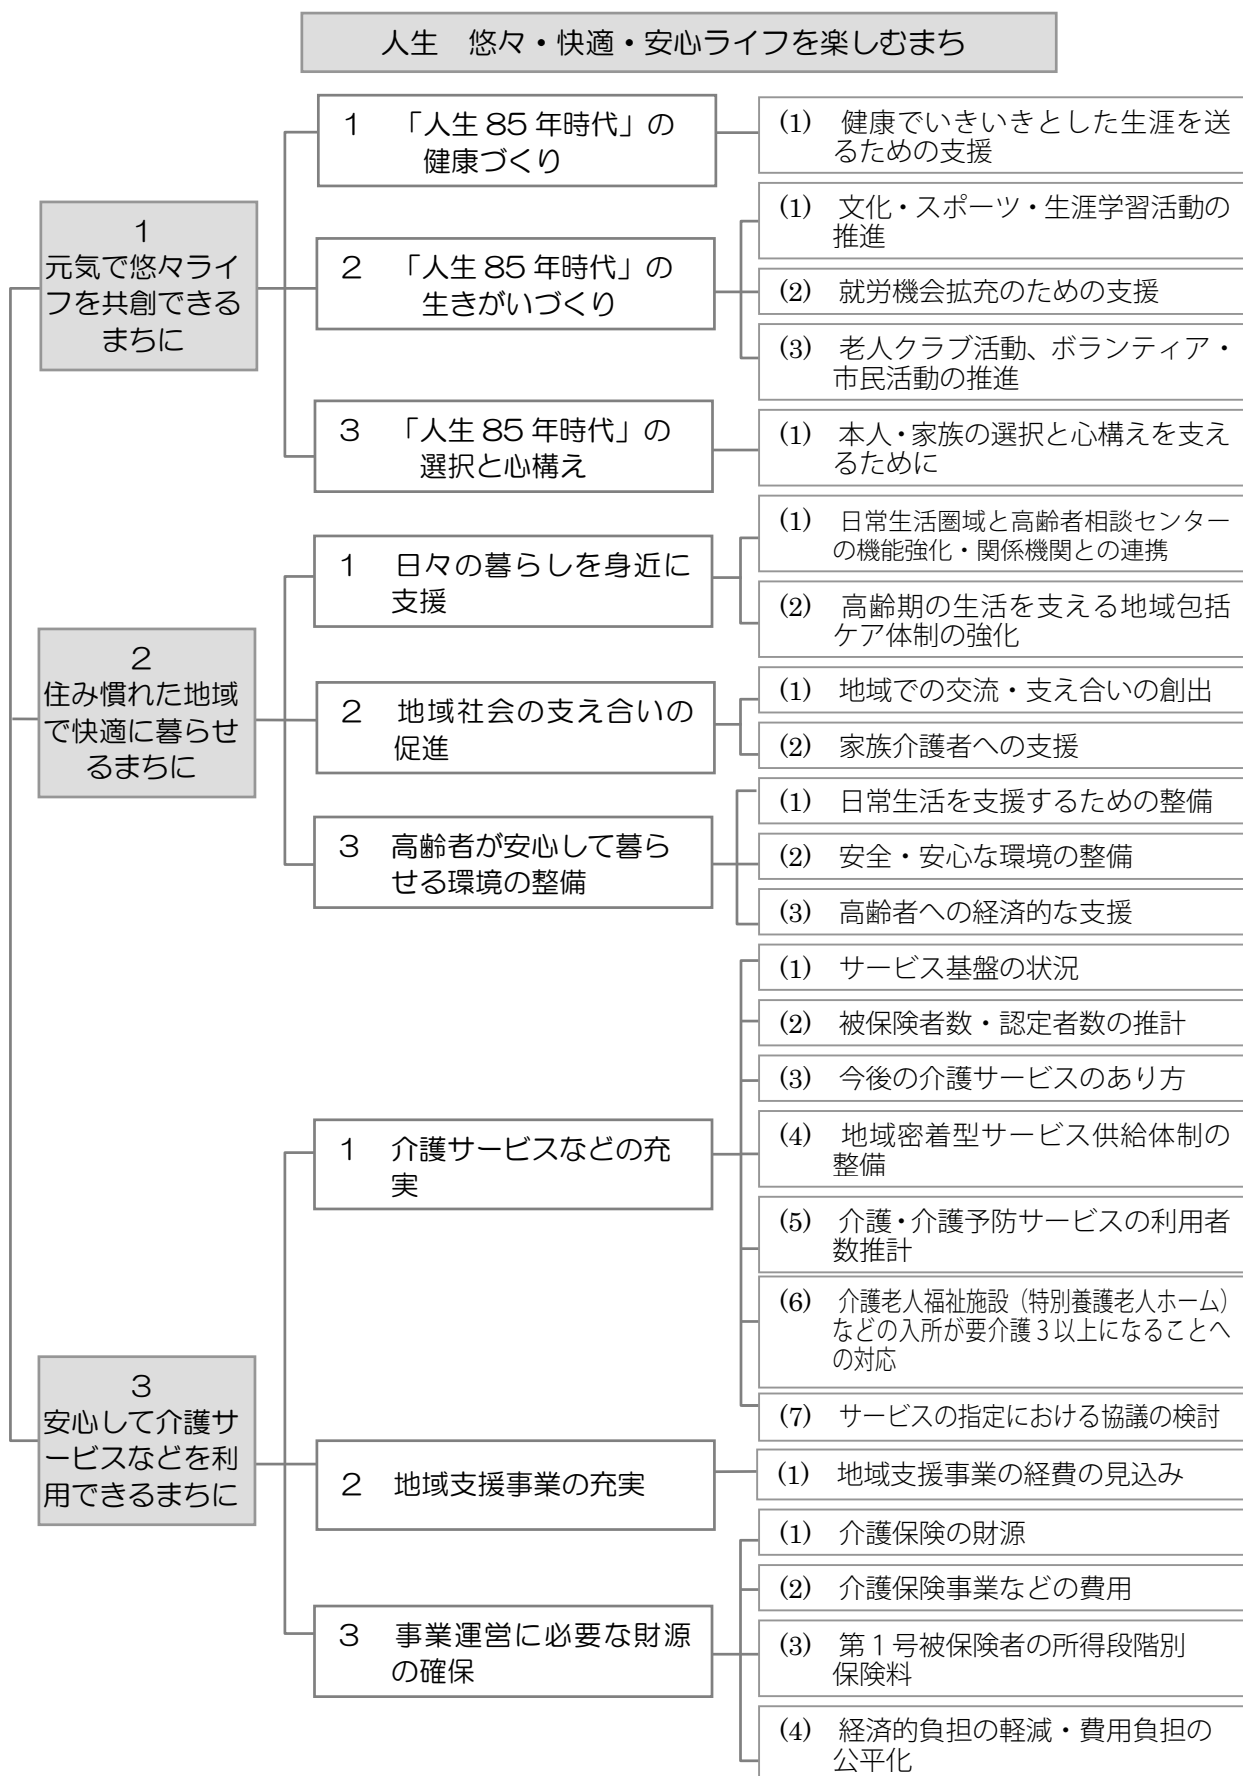 人生　悠々・快適・安心ライフを楽しむまち
1
元気で悠々ライ
フを共創できる
まちに
1　「人生 85 年時代」の
健康づくり
(1)　健康でいきいきとした生涯を送
るための支援
2　「人生 85 年時代」の
生きがいづくり
(1)　文化・スポーツ・生涯学習活動の
推進
(2)　就労機会拡充のための支援
(3)　老人クラブ活動、ボランティア・
市民活動の推進
3　「人生 85 年時代」の
選択と心構え
(1)　本人・家族の選択と心構えを支え
るために
2
住み慣れた地域
で快適に暮らせ
るまちに
1　日々の暮らしを身近に
支援
(1)　日常生活圏域と高齢者相談センター
の機能強化・関係機関との連携
(2)　高齢期の生活を支える地域包括
ケア体制の強化
2　地域社会の支え合いの
促進
(1)　地域での交流・支え合いの創出
(2)　家族介護者への支援
3　高齢者が安心して暮ら
せる環境の整備
(1)　日常生活を支援するための整備
(2)　安全・安心な環境の整備
(3)　高齢者への経済的な支援
3
安心して介護サ
ービスなどを利
用できるまちに
1　介護サービスなどの充
実
(1)　サービス基盤の状況
(2)　被保険者数・認定者数の推計
(3)　今後の介護サービスのあり方
(4)　地域密着型サービス供給体制の
整備
(5)　介護・介護予防サービスの利用者
数推計
(6)　介護老人福祉施設（特別養護老人ホーム）
などの入所が要介護３以上になることへ
の対応
(7)　サービスの指定における協議の検討
2　地域支援事業の充実
(1)　地域支援事業の経費の見込み
3　事業運営に必要な財源
の確保
(1)　介護保険の財源
(2)　介護保険事業などの費用
(3)　第１号被保険者の所得段階別
保険料
(4)　経済的負担の軽減・費用負担の
公平化